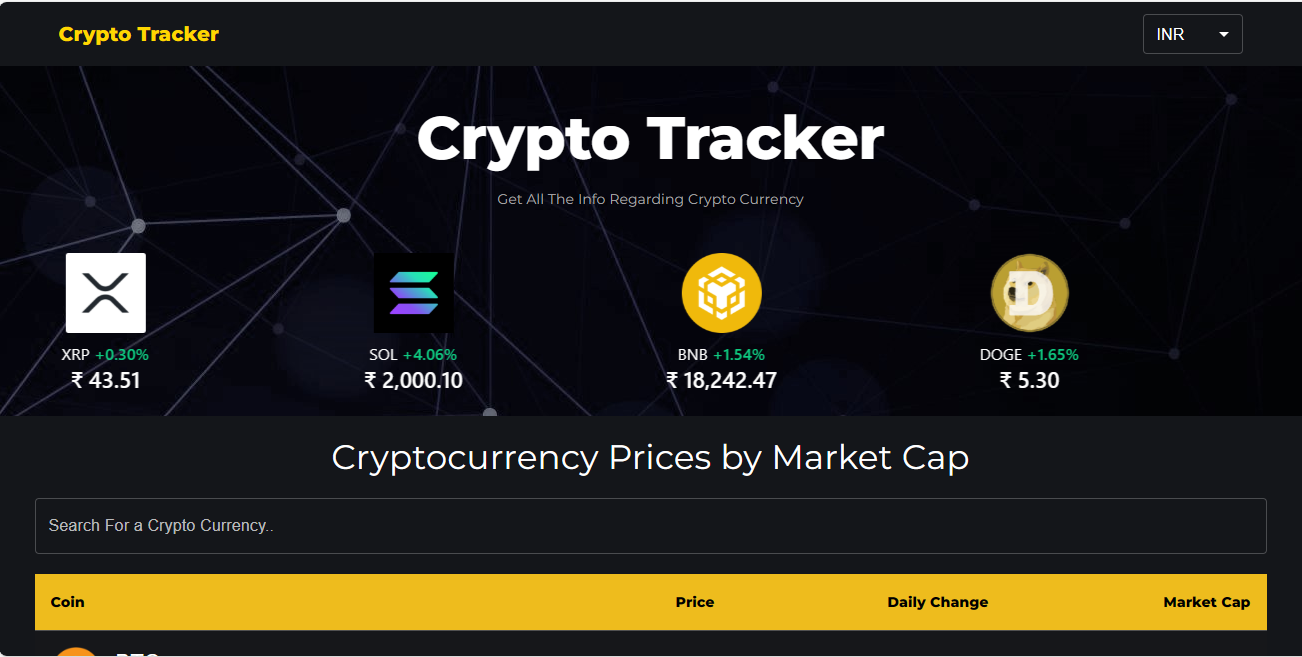 Crypto Tracker
INR
Crypto Tracker
Get All The Info Regarding Crypto Currency
XRP +0.30%
₹ 43.51
SOL +4.06%
₹ 2,000.10
BNB +1.54%
₹ 18,242.47
DOGE +1.65%
₹ 5.30
Cryptocurrency Prices by Market Cap
Search For a Crypto Currency..
Coin Price Daily Change Market Cap